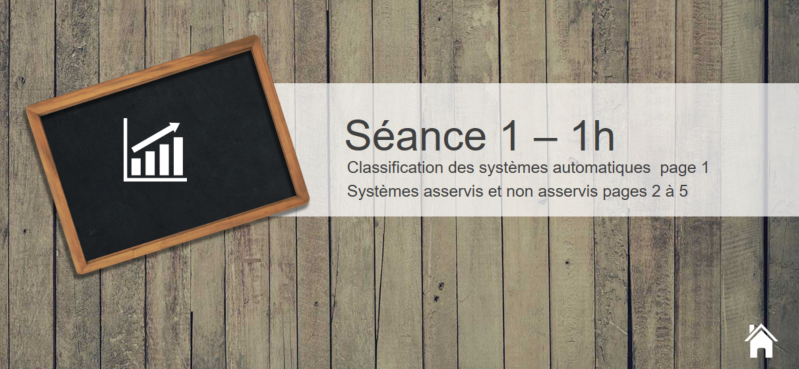 Séance 1 – 1h
Classification des systèmes automatiques page 1
Systèmes asservis et non asservis pages 2 à 5